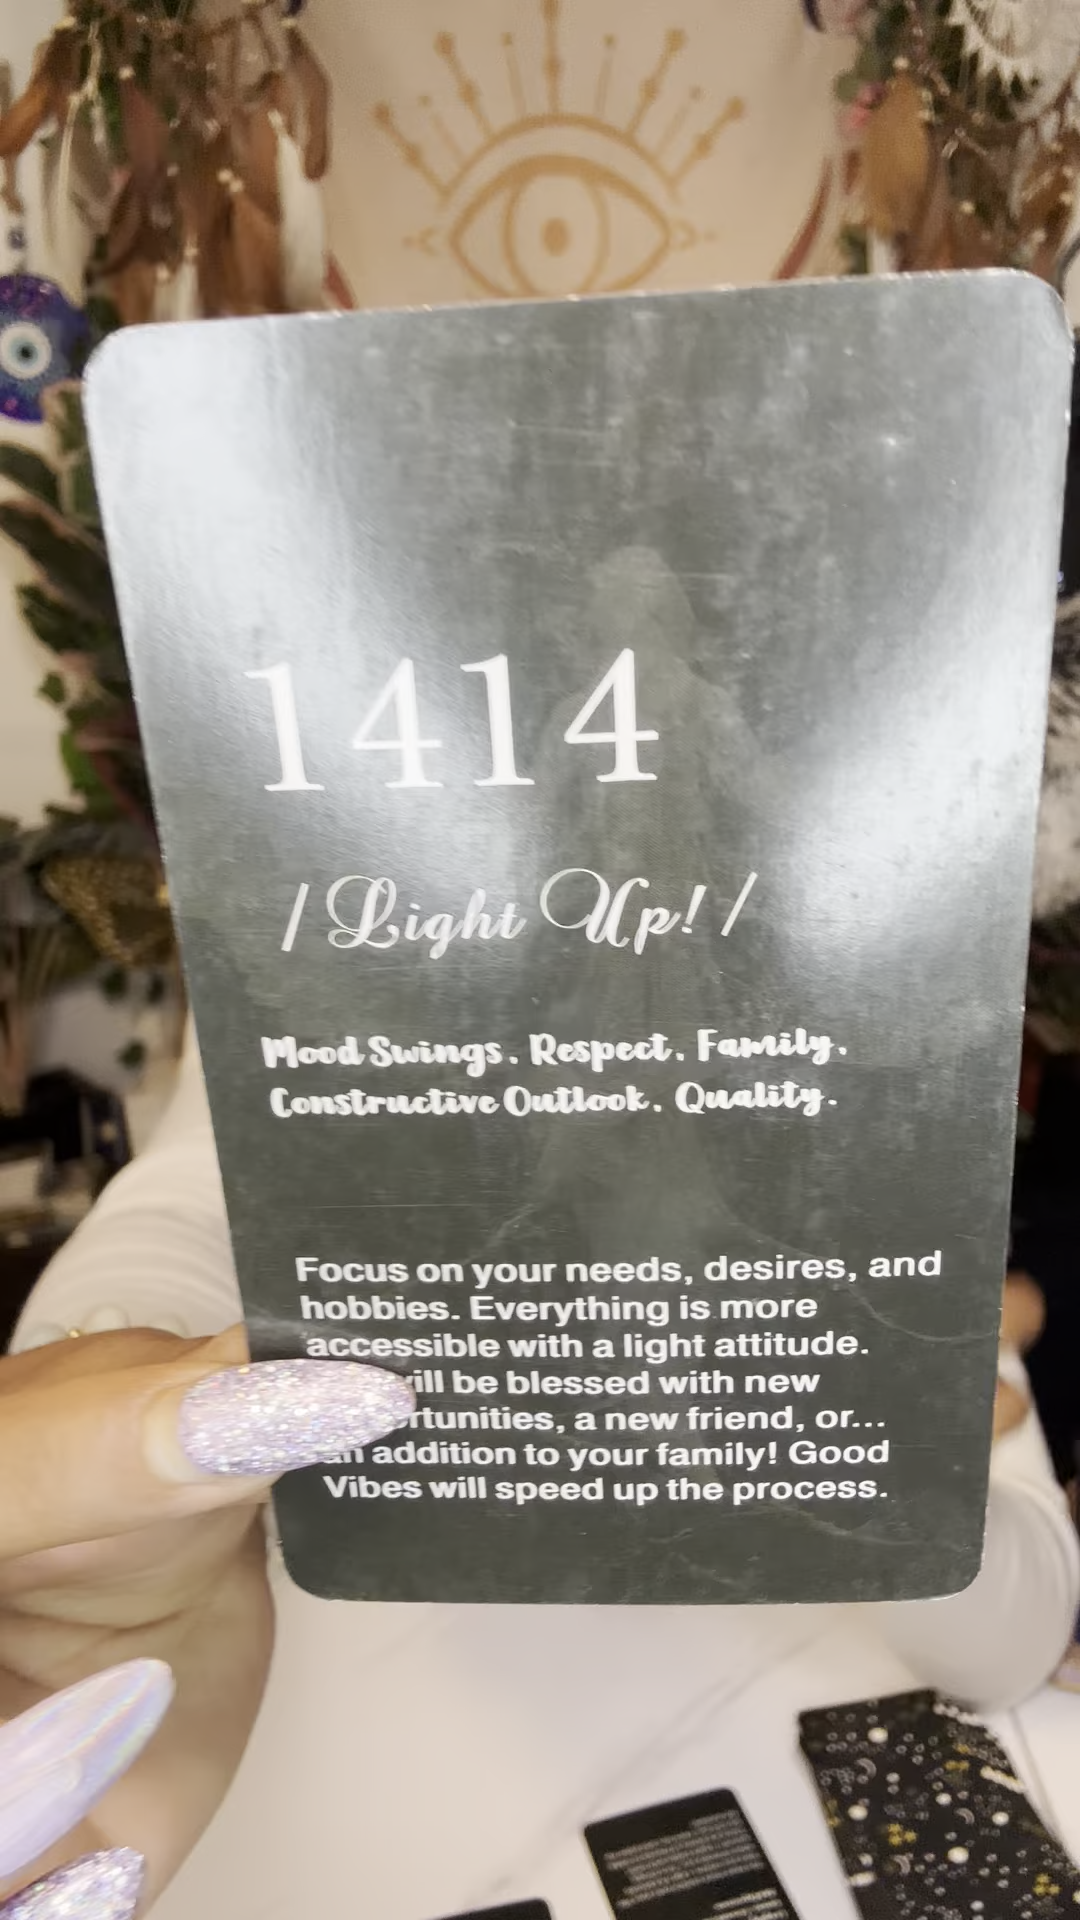 1414
/Light Up!/
Mood Swings. Respect. Family.
Constructive Outlook. Quality.
Focus on your needs, desires, and
hobbies. Everything is more
accessible with a light attitude.
be blessed with new
a new friend, or...
addition to your family! Good
Vibes will speed up the process.